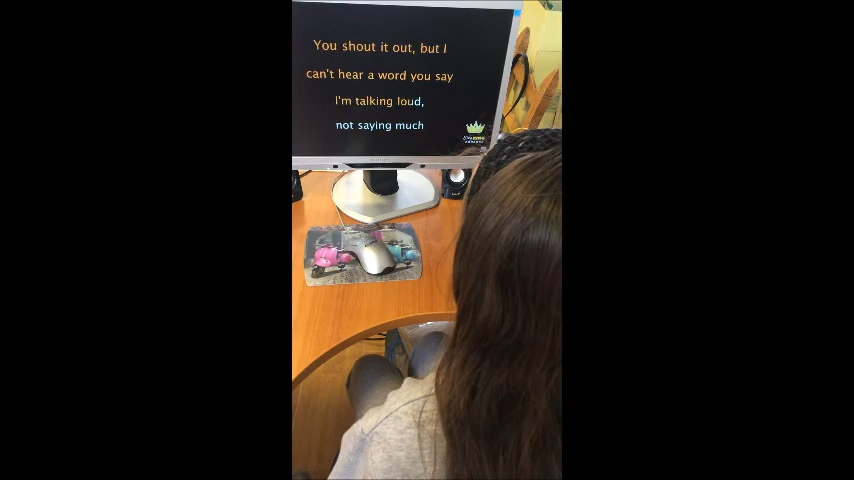 You shout it out, but I
can't hear a word you say
I'm talking loud,
not saying much